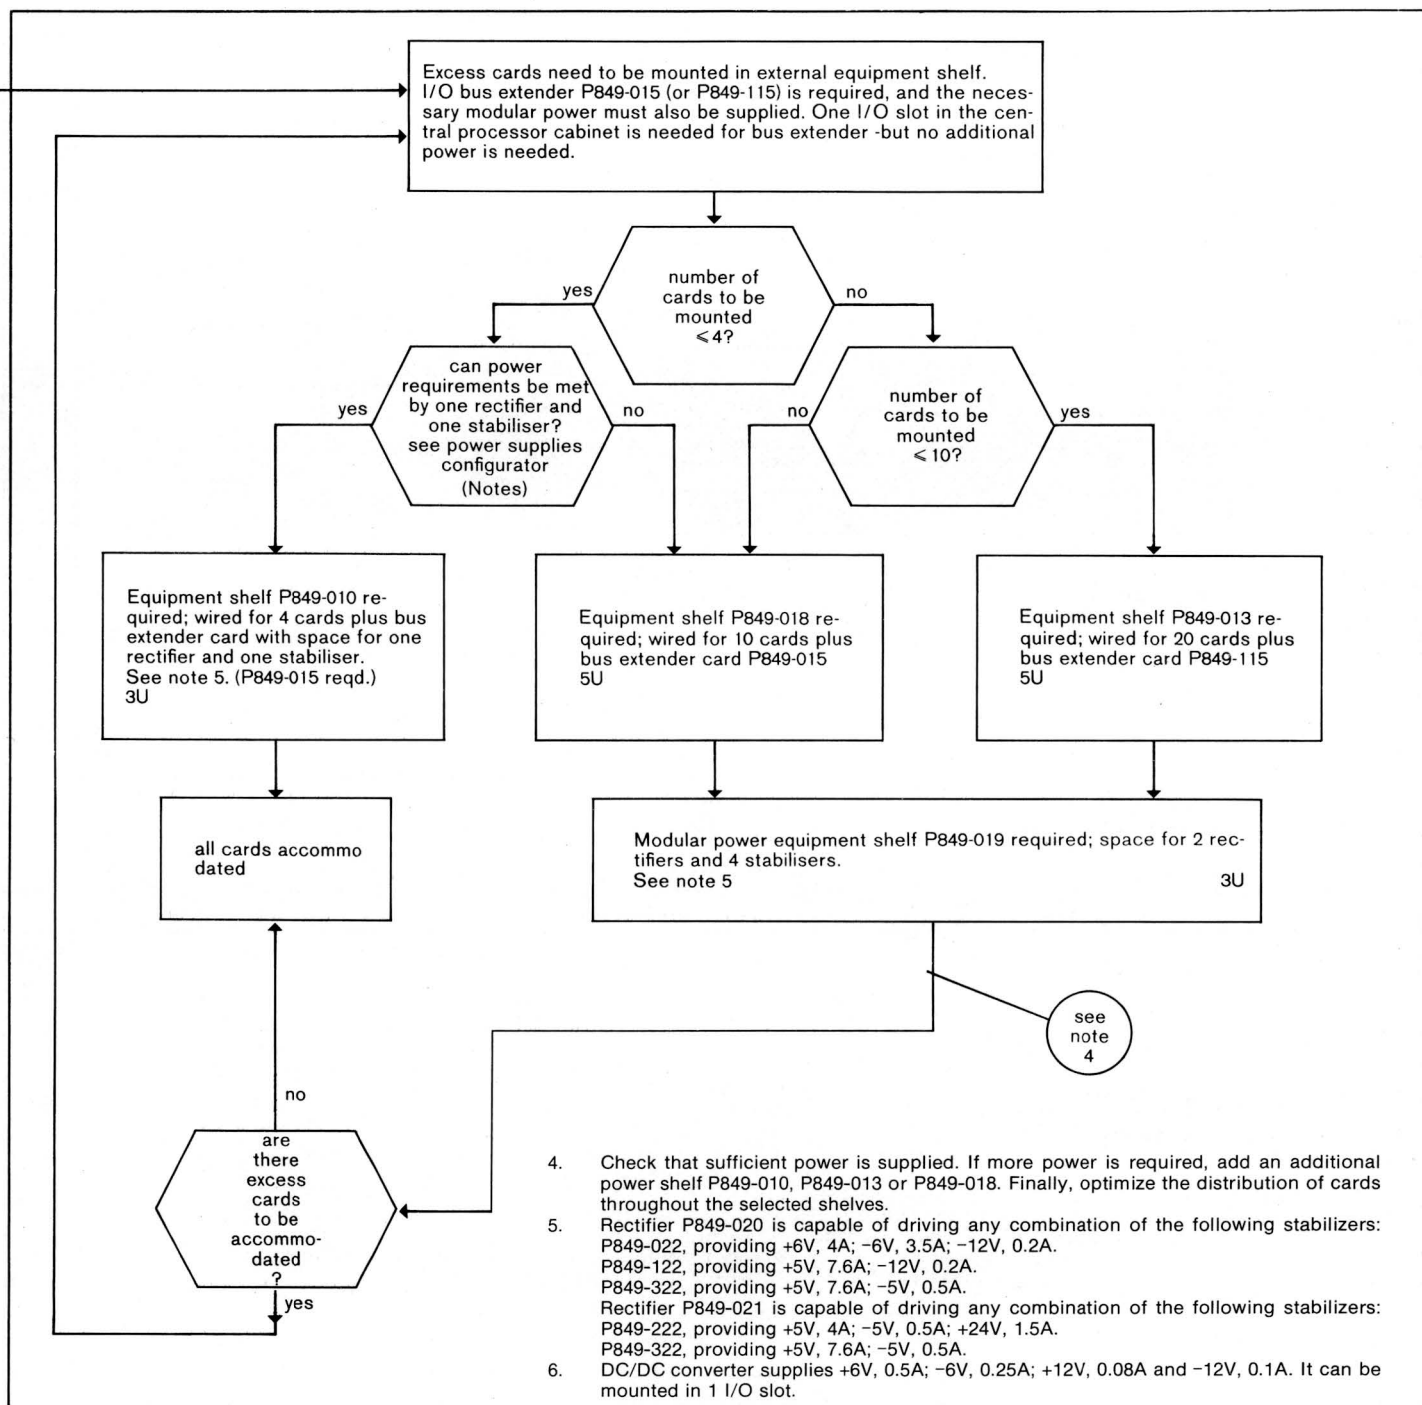 Excess cards need to be mounted in external equipment shelf.
I/O bus extender P849-015 (or P849-115) is required, and the neces-
sary modular power must also be supplied. One I/O slot in the cen-
tral processor cabinet is needed for bus extender -but no additional
power is needed.
number of
cards to be
mounted
⩽4?
yes
no
can power
requirements be met
by one rectifier and
one stabiliser?
see power supplies
configurator
(Notes)
yes
no
number of
cards to be
mounted
⩽ 10?
no
yes
Equipment shelf P849-010 re-
quired; wired for 4 cards plus bus
extender card with space for one
rectifier and one stabiliser.
See note 5. (P849-015 reqd.)
3U
Equipment shelf P849-018 re-
quired; wired for 10 cards plus
bus extender card P849-015
5U
Equipment shelf P849-013 re-
quired; wired for 20 cards plus
bus extender card P849-115
5U
all cards accommo
dated
Modular power equipment shelf P849-019 required; space for 2 rec-
tifiers and 4 stabilisers.
See note 5 3U
see
note
4
no
are
there
excess
cards
to be
accommo-
dated
?
yes
4. Check that sufficient power is supplied. If more power is required, add an additional
power shelf P849-010, P849-013 or P849-018. Finally, optimize the distribution of cards
throughout the selected shelves.
5. Rectifier P849-020 is capable of driving any combination of the following stabilizers:
P849-022, providing +6V, 4A; −6V, 3.5A; −12V, 0.2A.
P849-122, providing +5V, 7.6A; −12V, 0.2A.
P849-322, providing +5V, 7.6A; −5V, 0.5A.
Rectifier P849-021 is capable of driving any combination of the following stabilizers:
P849-222, providing +5V, 4A; −5V, 0.5A; +24V, 1.5A.
P849-322, providing +5V, 7.6A; −5V, 0.5A.
6. DC/DC converter supplies +6V, 0.5A; −6V, 0.25A; +12V, 0.08A and −12V, 0.1A. It can be
mounted in 1 I/O slot.